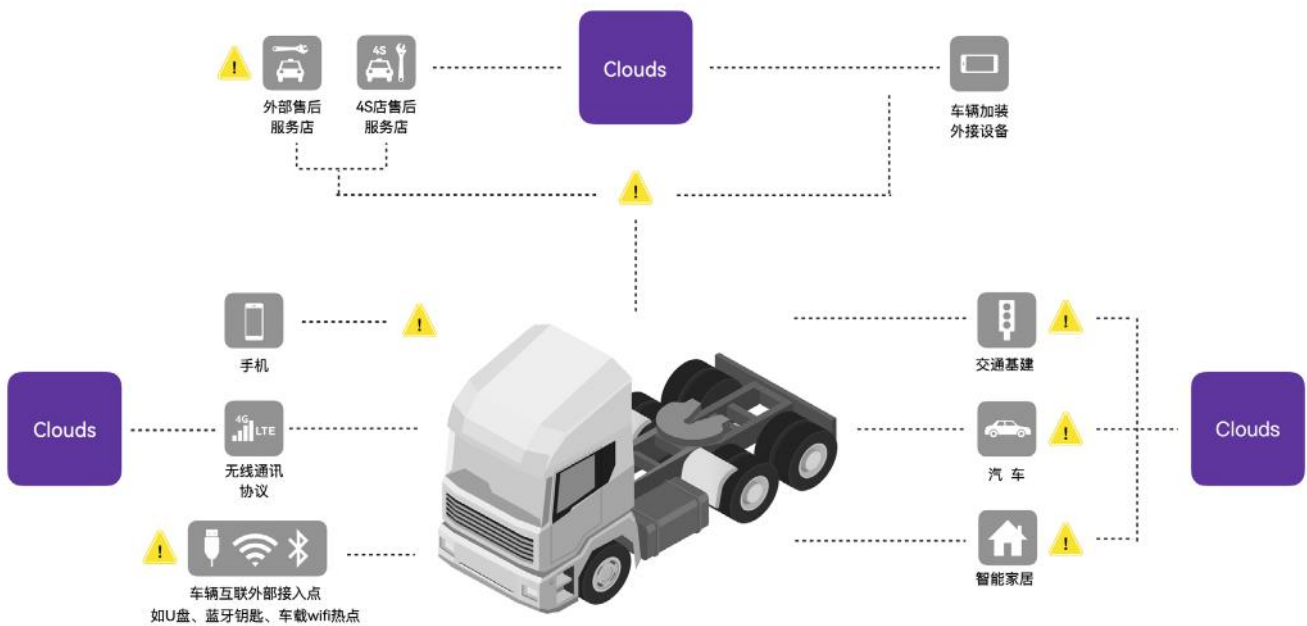 4S
Clouds
外部售后
服务店
4S店售后
服务店
车辆加装
外接设备
!
!
手机
!
交通基建
!
Clouds
4G
LTE
无线通讯
协议
汽 车
!
Clouds
!
车辆互联外部接入点
如U盘、蓝牙钥匙、车载wifi热点
智能家居
!